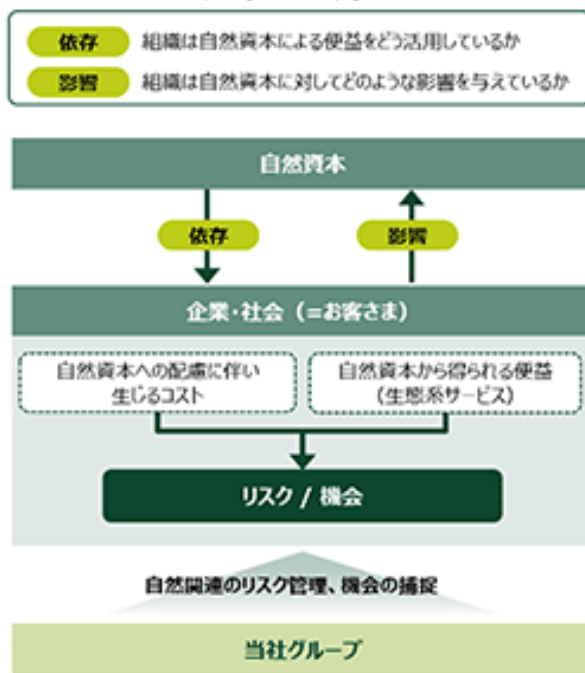 依存 組織は自然資本による便益をどう活用しているか
影響 組織は自然資本に対してどのような影響を与えているか
自然資本
依存 影響
企業・社会（=お客さま）
自然資本への配慮に伴い
生じるコスト
自然資本から得られる便益
（生態系サービス）
リスク / 機会
自然関連のリスク管理、機会の捕捉
当社グループ